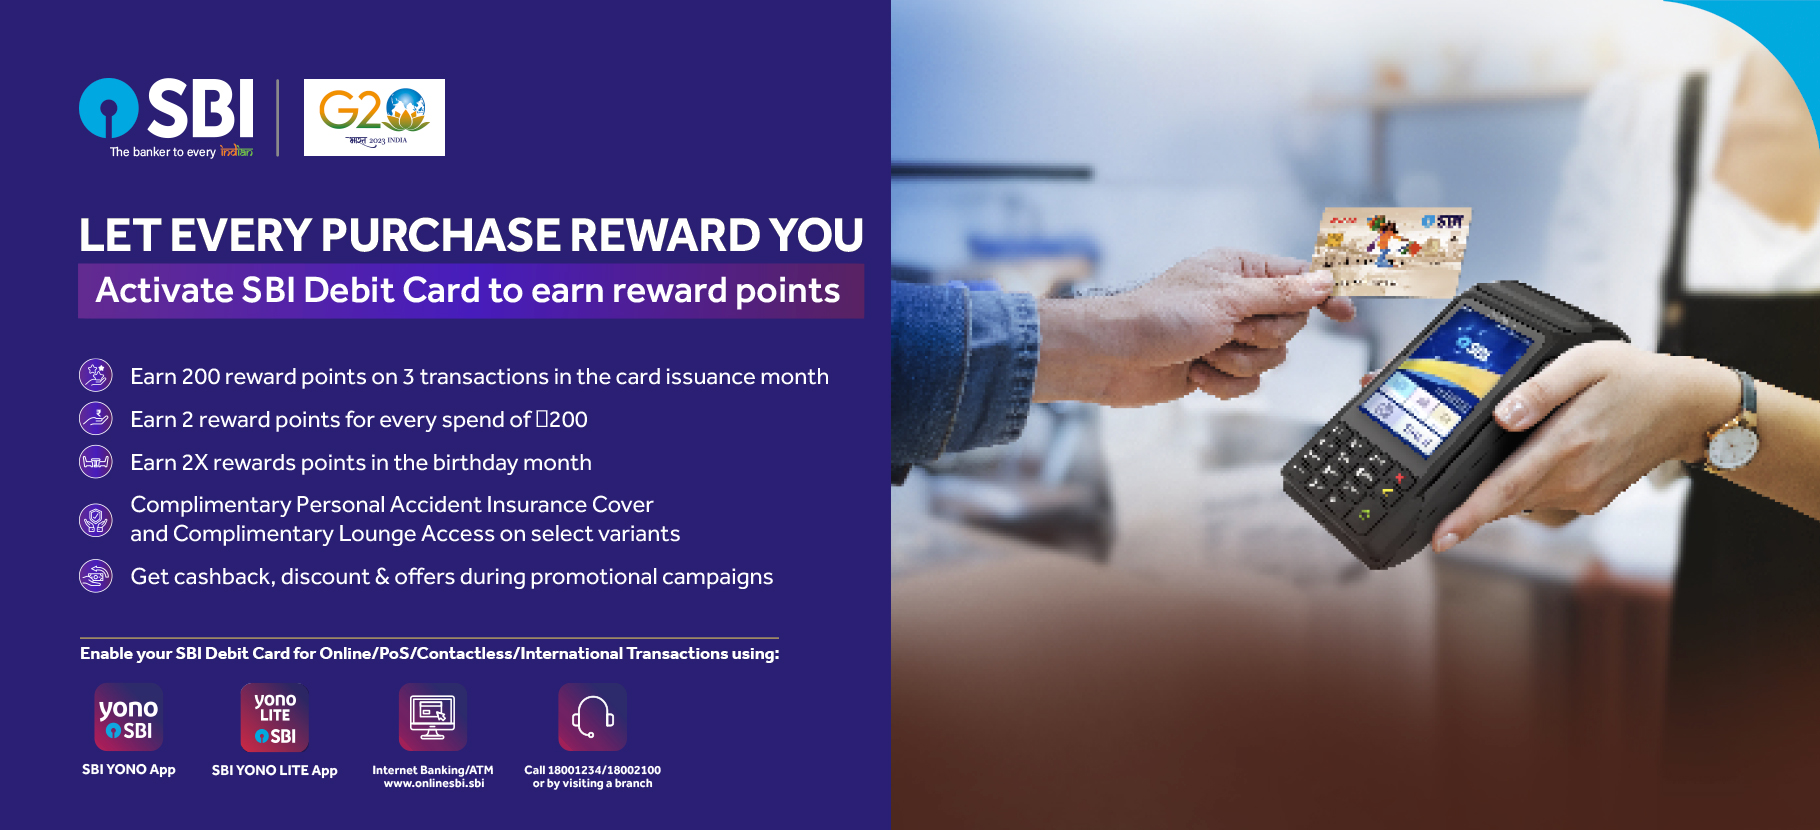 SBI
The banker to every Indian
G20
भारत 2023 INDIA
LET EVERY PURCHASE REWARD YOU
Activate SBI Debit Card to earn reward points
Earn 200 reward points on 3 transactions in the card issuance month
Earn 2 reward points for every spend of 200
Earn 2X rewards points in the birthday month
Complimentary Personal Accident Insurance Cover
and Complimentary Lounge Access on select variants
Get cashback, discount & offers during promotional campaigns
Enable your SBI Debit Card for Online/PoS/Contactless/International Transactions using:
yono
SBI
SBI YONO App
yono
LITE
SBI
SBI YONO LITE App
Internet Banking/ATM
www.onlinesbi.sbi
Call 18001234/18002100
or by visiting a branch
SBI
SBI